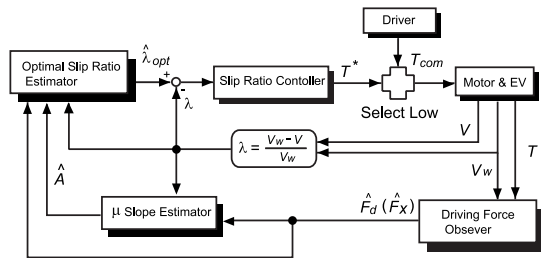 Driver
Optimal Slip Ratio
Estimator
λ̂opt
+
-
λ
Slip Ratio Contoller
T*
Select Low
Tcom
Motor & EV
V
Vw
T
λ = Vw - V / Vw
Â
μ Slope Estimator
F̂d (F̂x)
Driving Force
Obsever